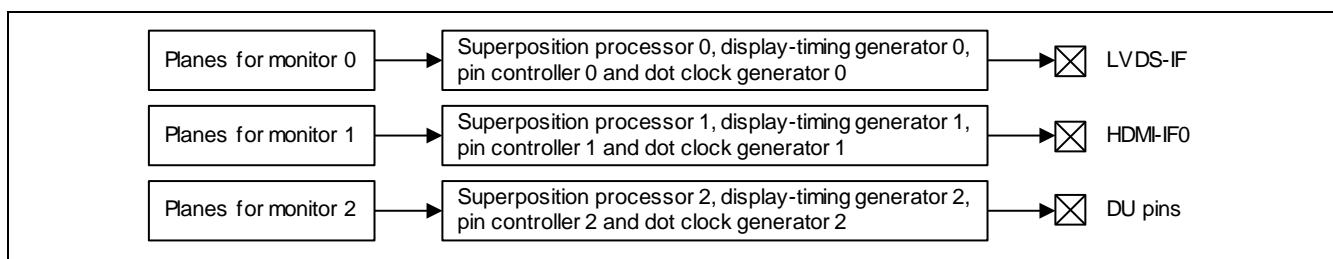 Planes for monitor 0
Superposition processor 0, display-timing generator 0,
pin controller 0 and dot clock generator 0
LVDS-IF
Planes for monitor 1
Superposition processor 1, display-timing generator 1,
pin controller 1 and dot clock generator 1
HDMI-IF0
Planes for monitor 2
Superposition processor 2, display-timing generator 2,
pin controller 2 and dot clock generator 2
DU pins